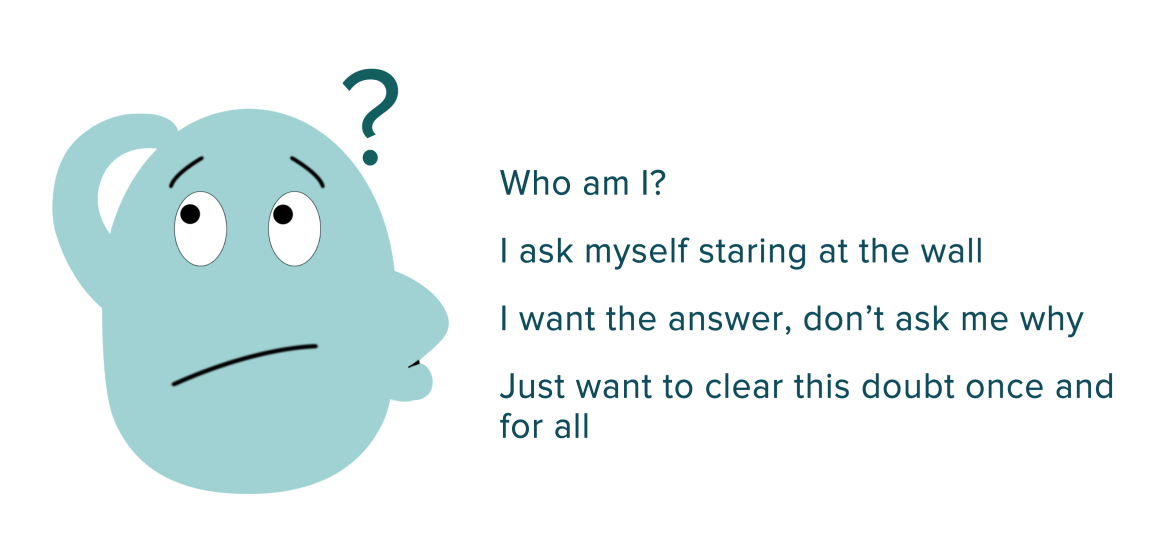 ?
Who am I?
I ask myself staring at the wall
I want the answer, don’t ask me why
Just want to clear this doubt once and
for all